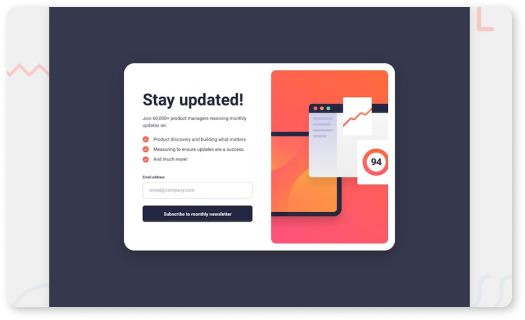 Stay updated!
Join 60,000+ product managers receiving monthly
updates on:
Product discovery and building what matters
Measuring to ensure updates are a success
And much more!
Email address
email@company.com
Subscribe to monthly newsletter
94